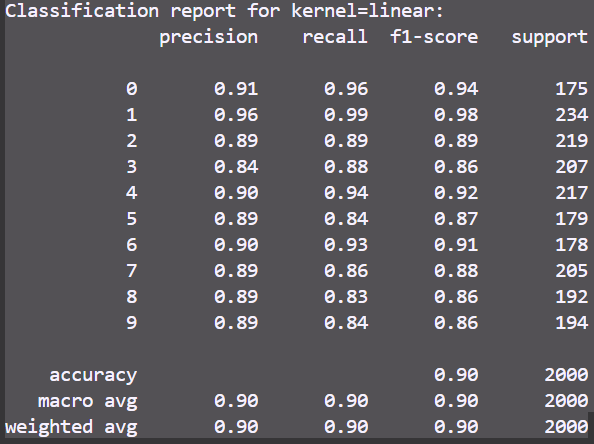 Classification report for kernel=linear:
precision recall f1-score support
0 0.91 0.96 0.94 175
1 0.96 0.99 0.98 234
2 0.89 0.89 0.89 219
3 0.84 0.88 0.86 207
4 0.90 0.94 0.92 217
5 0.89 0.84 0.87 179
6 0.90 0.93 0.91 178
7 0.89 0.86 0.88 205
8 0.89 0.83 0.86 192
9 0.89 0.84 0.86 194
accuracy 0.90 2000
macro avg 0.90 0.90 0.90 2000
weighted avg 0.90 0.90 0.90 2000